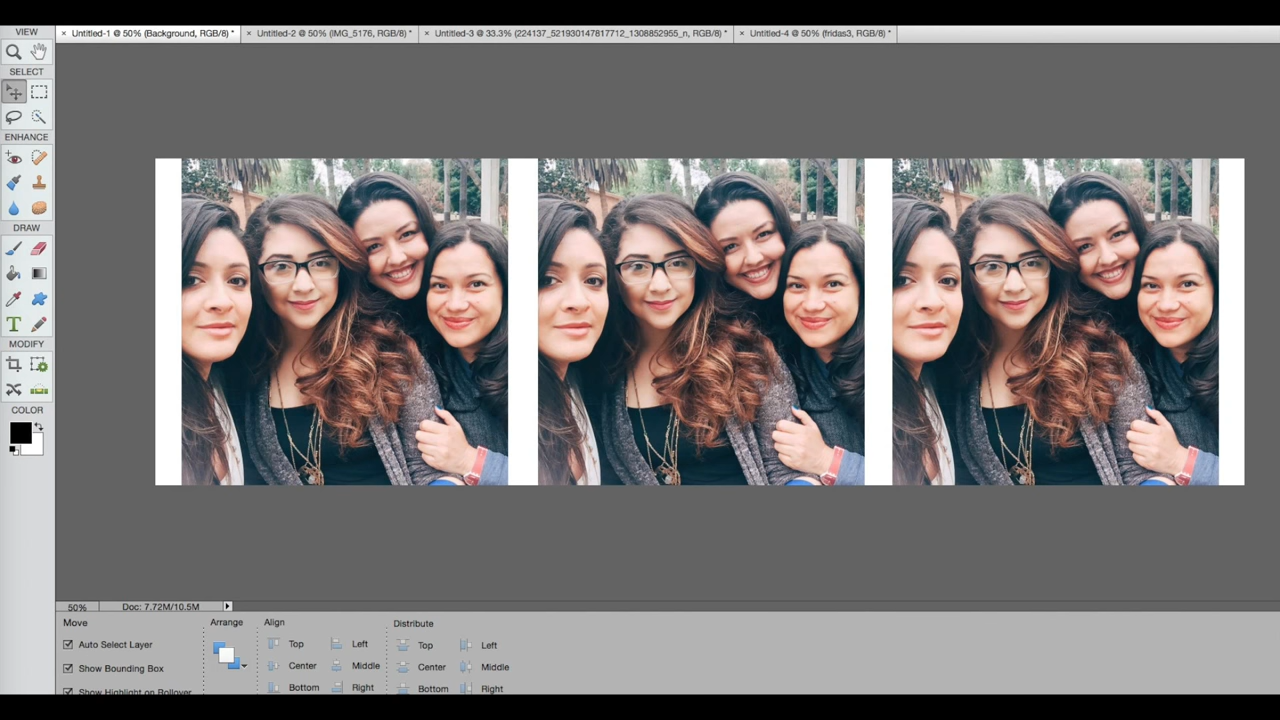 VIEW
× Untitled-1 @ 50% (Background, RGB/8) * × Untitled-2 @ 50% (IMG_5176, RGB/8) * × Untitled-3 @ 33.3% (224137_521930147817712_1308852955_n, RGB/8) * × Untitled-4 @ 50% (fridas3, RGB/8) *
SELECT
ENHANCE
DRAW
T
MODIFY
COLOR
50% Doc: 7.72M/10.5M
Move Arrange Align Distribute
Auto Select Layer Top Left Top Left
Show Bounding Box Center Middle Center Middle
Show Highlight on Rollover Bottom Right Bottom Right